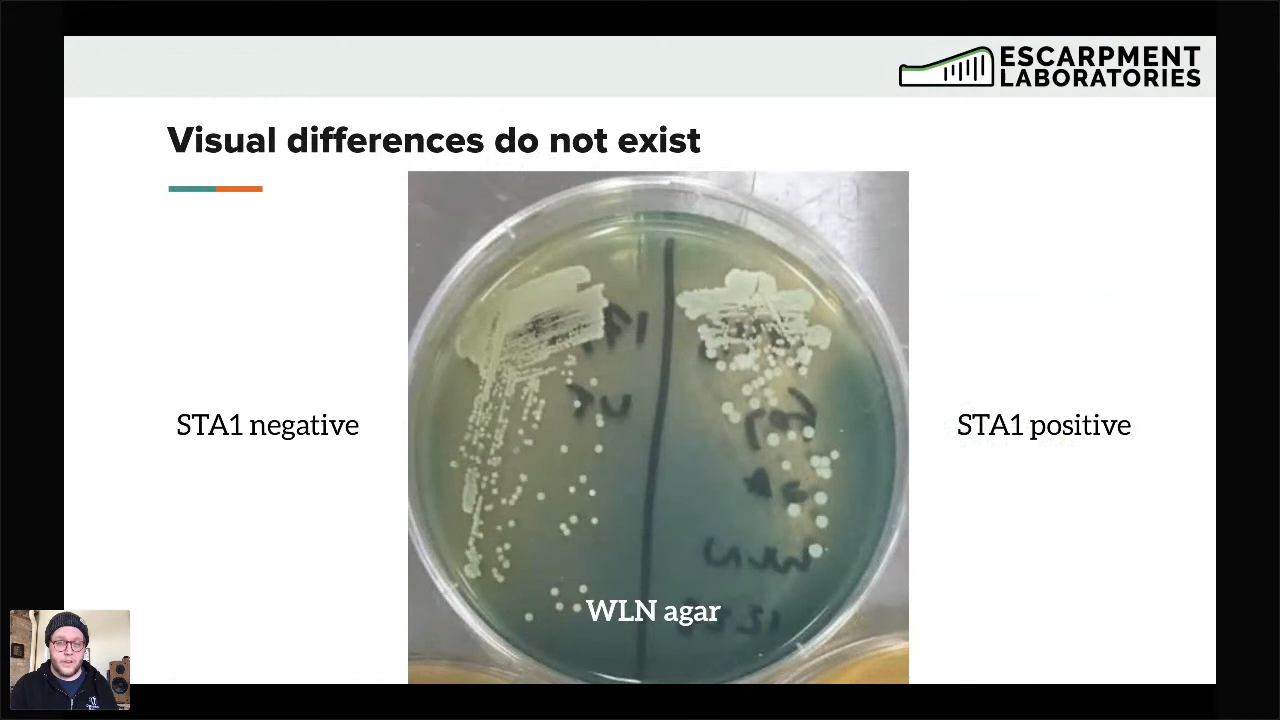 ESCARPMENT
LABORATORIES
Visual differences do not exist
STA1 negative
STA1 positive
WLN agar